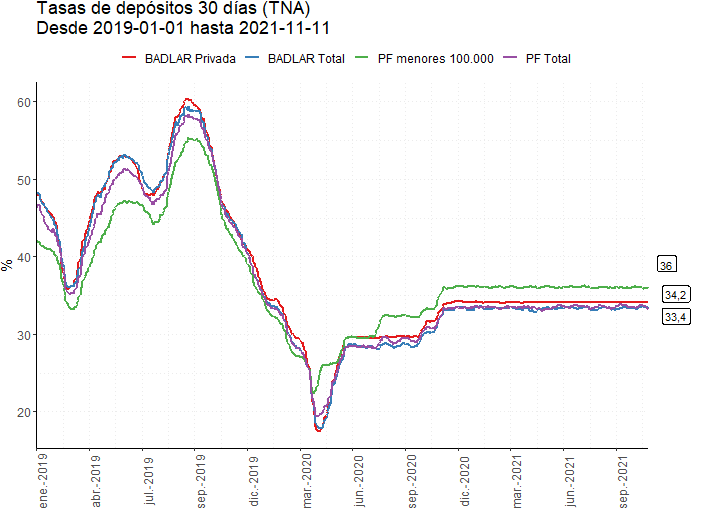 Tasas de depósitos 30 días (TNA)
Desde 2019-01-01 hasta 2021-11-11
BADLAR Privada BADLAR Total PF menores 100.000 PF Total
60
50
40
30
20
%
36
34,2
33,4
ene.-2019 abr.-2019 jul.-2019 sep.-2019 dic.-2019 mar.-2020 jun.-2020 sep.-2020 dic.-2020 mar.-2021 jun.-2021 sep.-2021